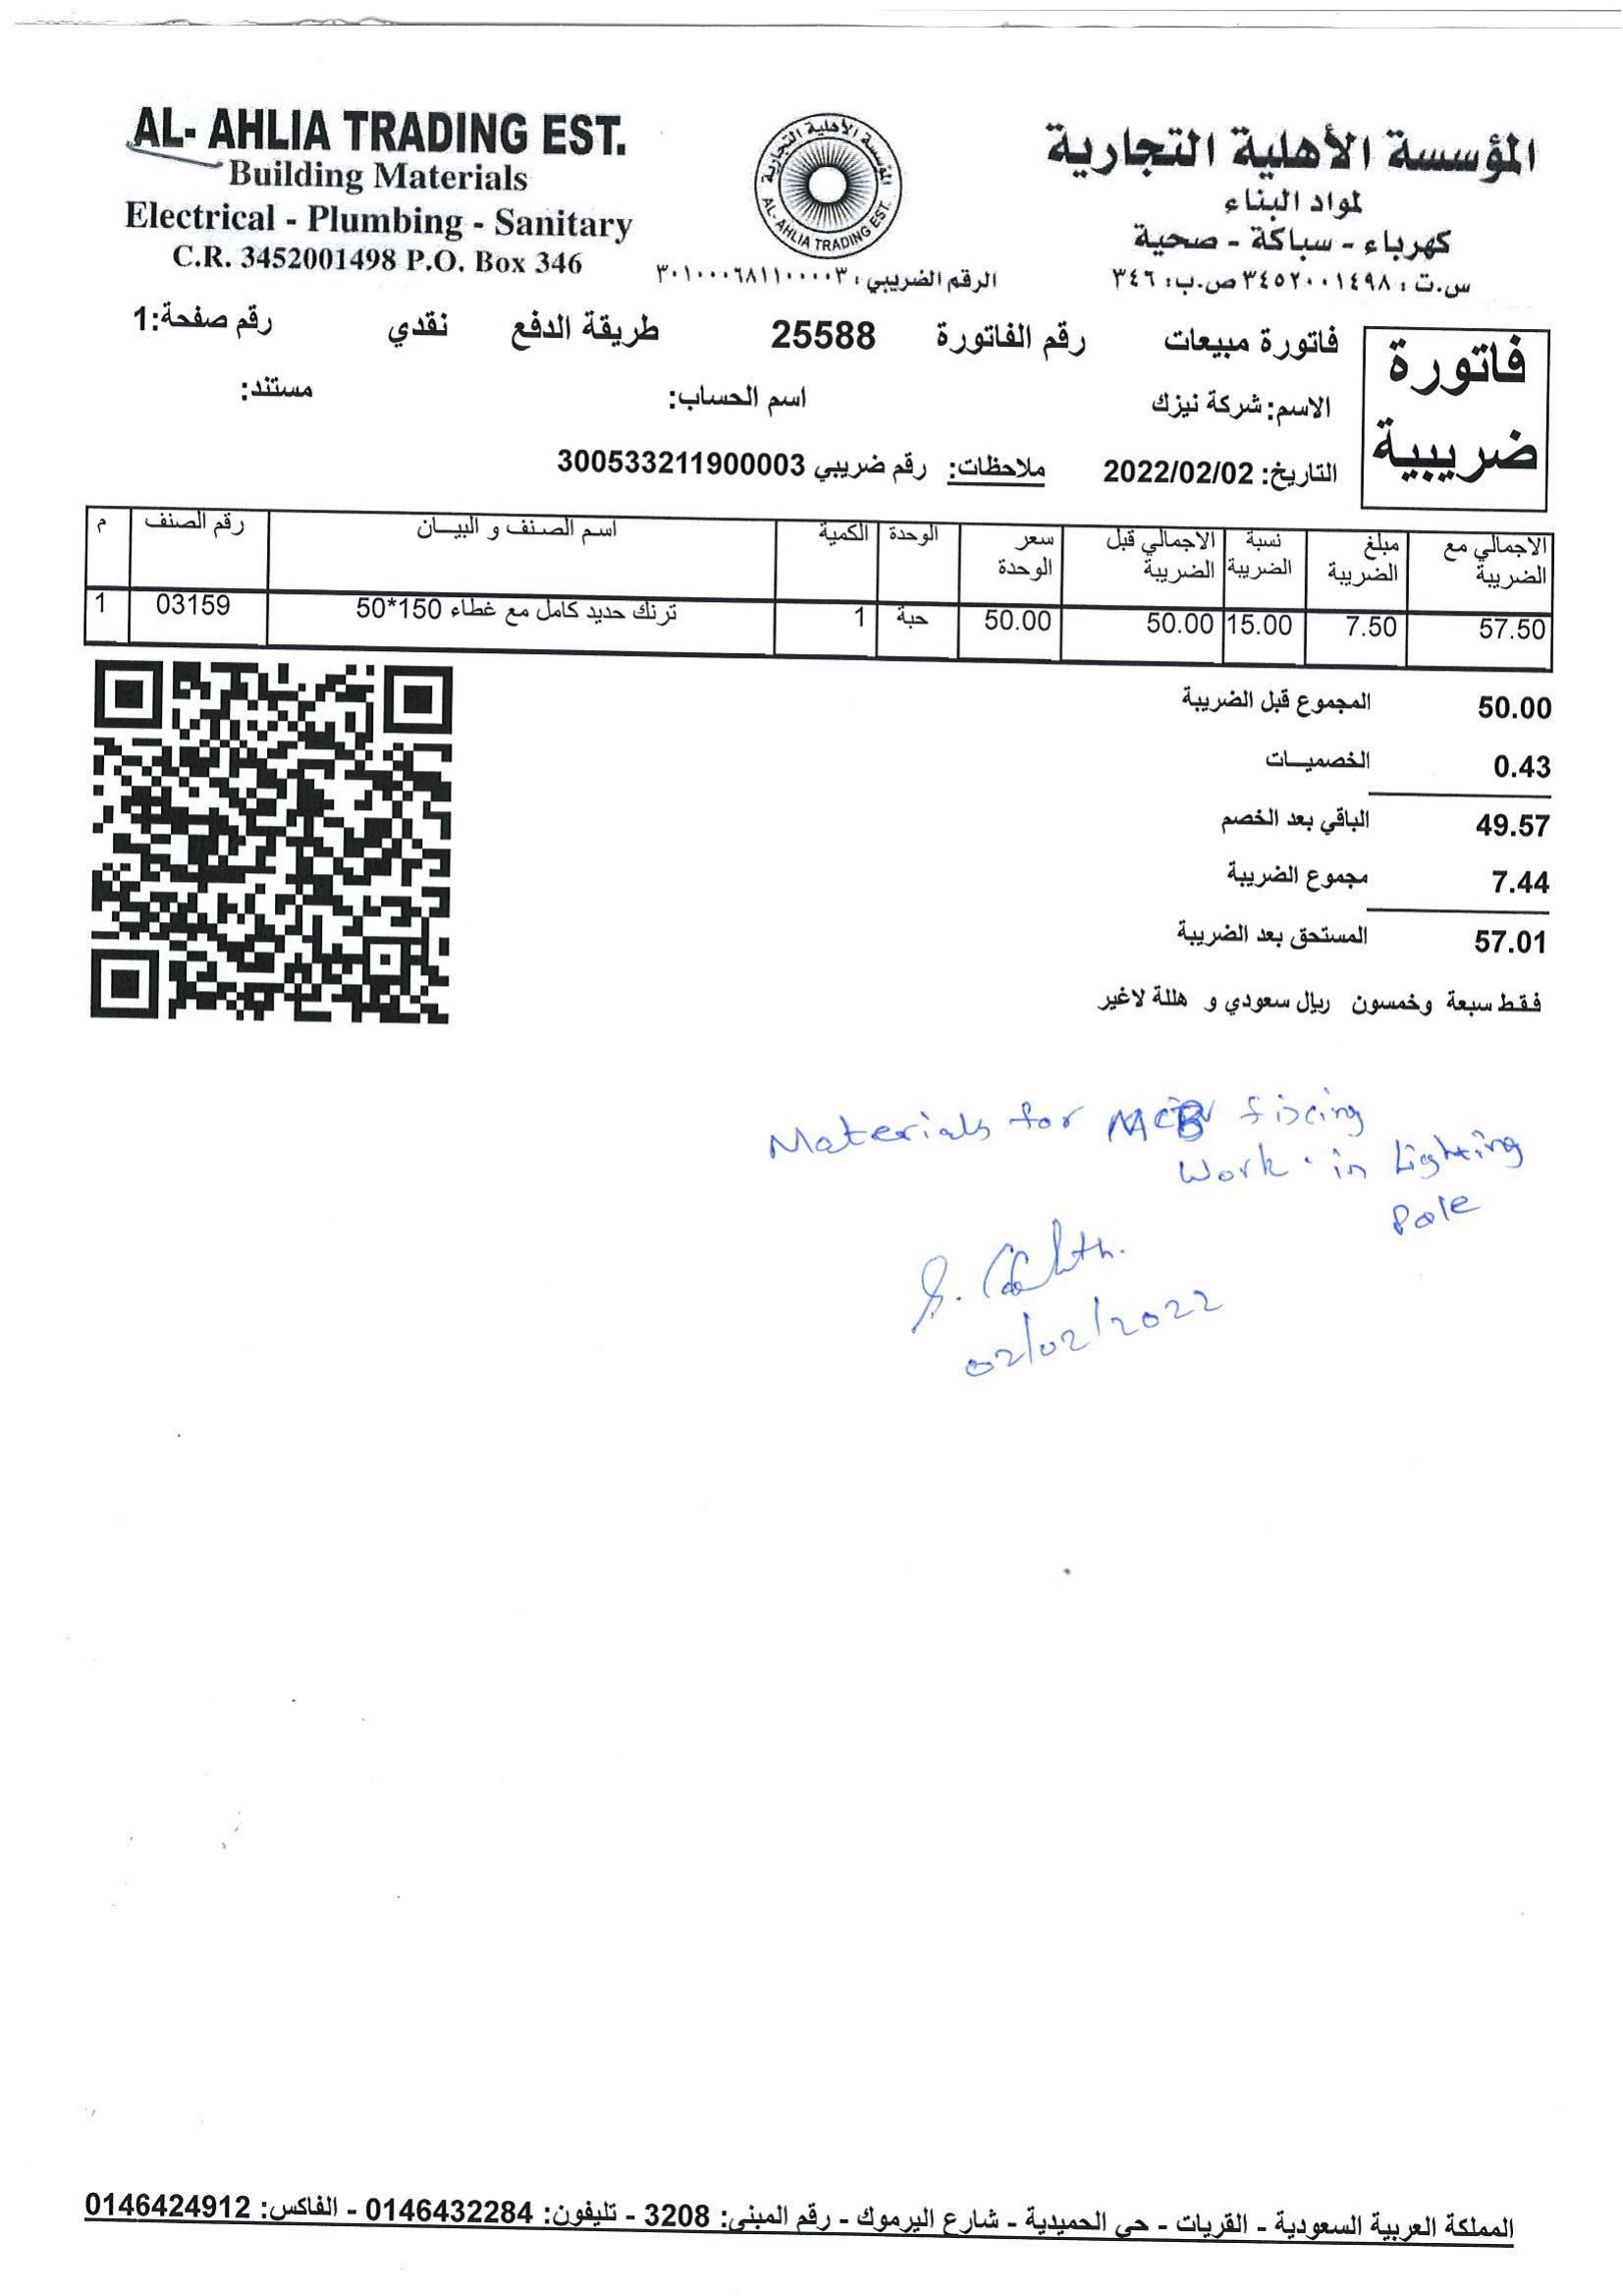 AL- AHLIA TRADING EST.
Building Materials
Electrical - Plumbing - Sanitary
C.R. 3452001498 P.O. Box 346
المؤسسة الأهلية التجارية
AL- AHLIA TRADING EST.
الرقم الضريبي : ٣٠١٠٠٠٦٨١١٠٠٠٠٣
المؤسسة الأهلية التجارية
لمواد البناء
كهرباء - سباكة - صحية
س.ت : ٣٤٥٢٠٠١٤٩٨ ص.ب: ٣٤٦
فاتورة
ضريبية
فاتورة مبيعات رقم الفاتورة 25588 طريقة الدفع نقدي رقم صفحة:1
الاسم: شركة نيزك اسم الحساب: مستند:
التاريخ: 2022/02/02 ملاحظات: رقم ضريبي 300533211900003
م رقم الصنف اسم الصنف و البيـــان الكمية الوحدة سعر الوحدة الاجمالي قبل الضريبة نسبة الضريبة مبلغ الضريبة الاجمالي مع الضريبة
1 03159 ترنك حديد كامل مع غطاء 150*50 1 حبة 50.00 50.00 15.00 7.50 57.50
المجموع قبل الضريبة 50.00
الخصميـــات 0.43
الباقي بعد الخصم 49.57
مجموع الضريبة 7.44
المستحق بعد الضريبة 57.01
فقط سبعة وخمسون ريال سعودي و هللة لاغير
Materials for MCB fixing
Work. in Lighting
Pole
02/02/2022
المملكة العربية السعودية - القريات - حي الحميدية - شارع اليرموك - رقم المبنى: 3208 - تليفون: 0146432284 - الفاكس: 0146424912